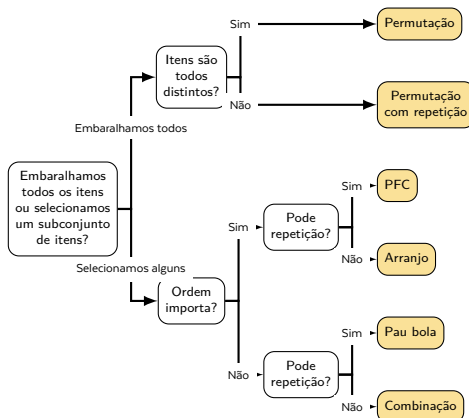 Sim
Permutação
Itens são
todos
distintos?
Não
Permutação
com repetição
Embaralhamos todos
Embaralhamos
todos os itens
ou selecionamos
um subconjunto
de itens?
Selecionamos alguns
Ordem
importa?
Sim
Pode
repetição?
Sim
PFC
Não
Arranjo
Não
Pode
repetição?
Sim
Pau bola
Não
Combinação